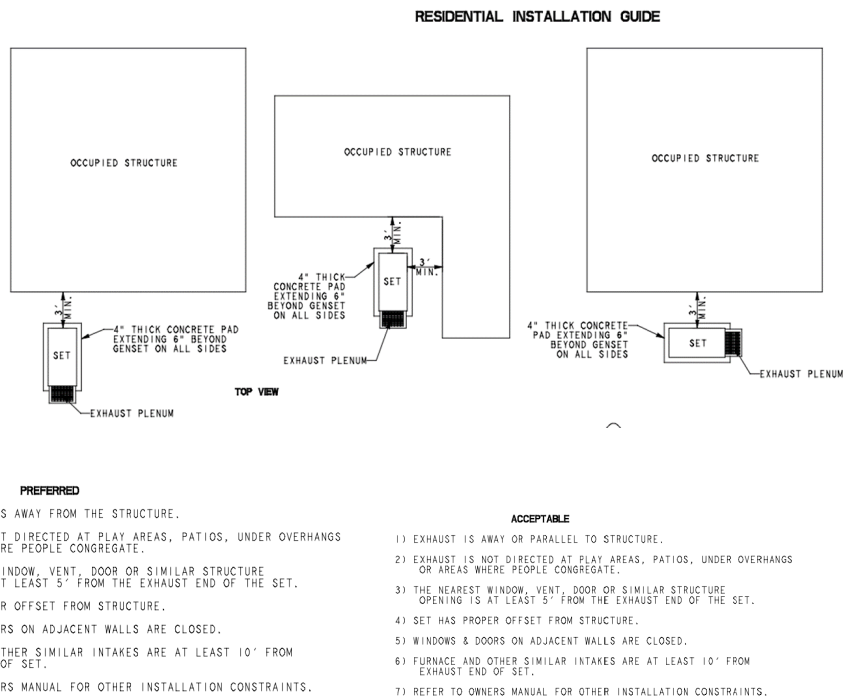 RESIDENTIAL INSTALLATION GUIDE
OCCUPIED STRUCTURE
3' MIN.
4" THICK CONCRETE PAD
EXTENDING 6" BEYOND
GENSET ON ALL SIDES
SET
EXHAUST PLENUM
OCCUPIED STRUCTURE
3' MIN.
3'
MIN.
4" THICK
CONCRETE PAD
EXTENDING 6"
BEYOND GENSET
ON ALL SIDES
SET
EXHAUST PLENUM
OCCUPIED STRUCTURE
3' MIN.
4" THICK CONCRETE
PAD EXTENDING 6"
BEYOND GENSET
ON ALL SIDES
SET
EXHAUST PLENUM
TOP VIEW
PREFERRED
S AWAY FROM THE STRUCTURE.
T DIRECTED AT PLAY AREAS, PATIOS, UNDER OVERHANGS
RE PEOPLE CONGREGATE.
INDOW, VENT, DOOR OR SIMILAR STRUCTURE
T LEAST 5' FROM THE EXHAUST END OF THE SET.
R OFFSET FROM STRUCTURE.
RS ON ADJACENT WALLS ARE CLOSED.
THER SIMILAR INTAKES ARE AT LEAST 10' FROM
OF SET.
RS MANUAL FOR OTHER INSTALLATION CONSTRAINTS.
ACCEPTABLE
1) EXHAUST IS AWAY OR PARALLEL TO STRUCTURE.
2) EXHAUST IS NOT DIRECTED AT PLAY AREAS, PATIOS, UNDER OVERHANGS
OR AREAS WHERE PEOPLE CONGREGATE.
3) THE NEAREST WINDOW, VENT, DOOR OR SIMILAR STRUCTURE
OPENING IS AT LEAST 5' FROM THE EXHAUST END OF THE SET.
4) SET HAS PROPER OFFSET FROM STRUCTURE.
5) WINDOWS & DOORS ON ADJACENT WALLS ARE CLOSED.
6) FURNACE AND OTHER SIMILAR INTAKES ARE AT LEAST 10' FROM
EXHAUST END OF SET.
7) REFER TO OWNERS MANUAL FOR OTHER INSTALLATION CONSTRAINTS.